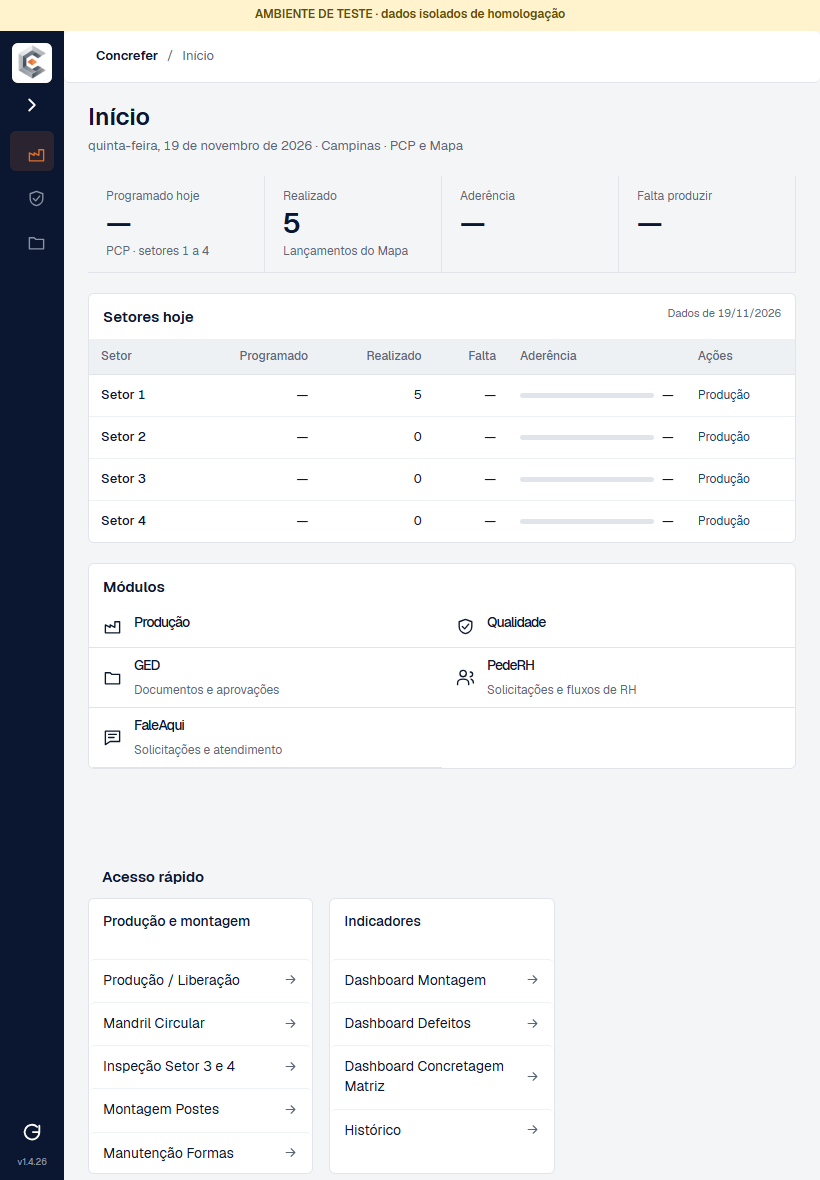 AMBIENTE DE TESTE · dados isolados de homologação
Concrefer / Início
Início
quinta-feira, 19 de novembro de 2026 · Campinas · PCP e Mapa
Programado hoje
—
PCP · setores 1 a 4
Realizado
5
Lançamentos do Mapa
Aderência
—
Falta produzir
—
Setores hoje
Dados de 19/11/2026
Setor Programado Realizado Falta Aderência Ações
Setor 1 — 5 — — Produção
Setor 2 — 0 — — Produção
Setor 3 — 0 — — Produção
Setor 4 — 0 — — Produção
Módulos
Produção
Qualidade
GED
Documentos e aprovações
PedeRH
Solicitações e fluxos de RH
FaleAqui
Solicitações e atendimento
Acesso rápido
Produção e montagem
Produção / Liberação →
Mandril Circular →
Inspeção Setor 3 e 4 →
Montagem Postes →
Manutenção Formas →
Indicadores
Dashboard Montagem →
Dashboard Defeitos →
Dashboard Concretagem
Matriz →
Histórico →
v1.4.26